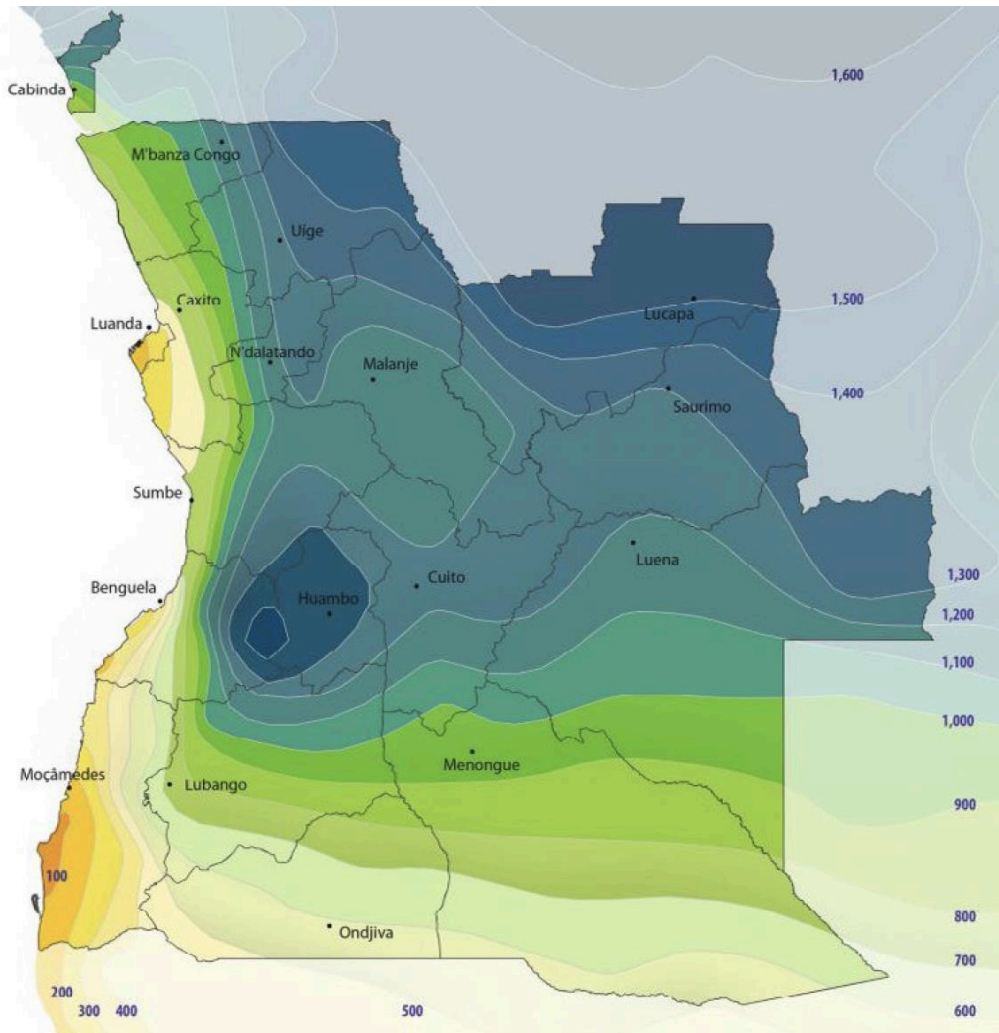 1,600
Cabinda
M'banza Congo
Uíge
Lucapa
1,500
Caxito
Luanda
N'dalatando
Malanje
1,400
Saurimo
Sumbe
Luena
Cuito
1,300
Benguela
Huambo
1,200
1,100
1,000
Menongue
Moçâmedes
Lubango
900
100
800
Ondjiva
700
200
300
400
500
600